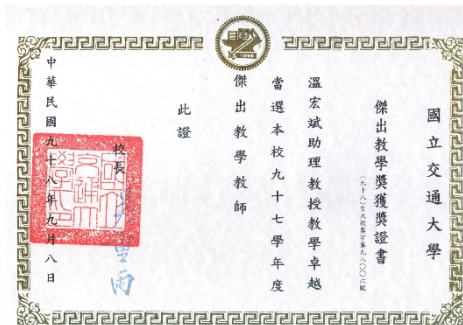 國立交通大學
傑出教學獎獲獎證書
溫宏斌助理教授教學卓越
當選本校九十七學年度
傑出教學教師
此證
校長
中華民國九十八年九月八日